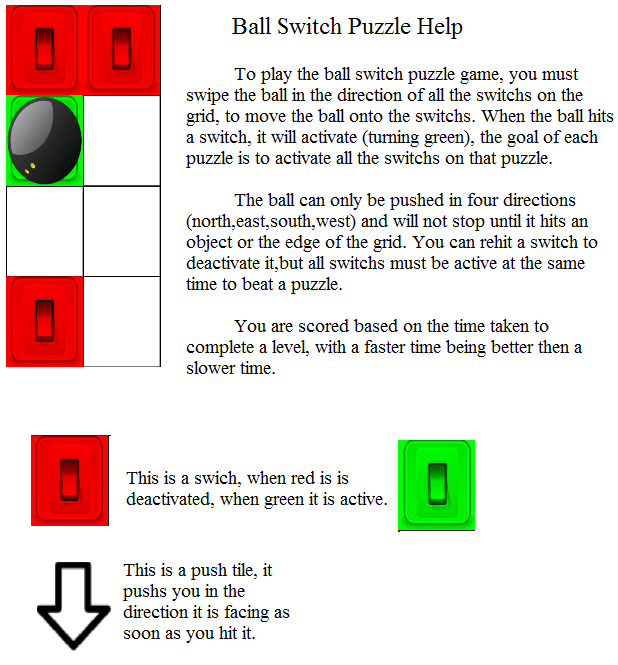 Ball Switch Puzzle Help
To play the ball switch puzzle game, you must
swipe the ball in the direction of all the switchs on the
grid, to move the ball onto the switchs. When the ball hits
a switch, it will activate (turning green), the goal of each
puzzle is to activate all the switchs on that puzzle.
The ball can only be pushed in four directions
(north,east,south,west) and will not stop until it hits an
object or the edge of the grid. You can rehit a switch to
deactivate it,but all switchs must be active at the same
time to beat a puzzle.
You are scored based on the time taken to
complete a level, with a faster time being better then a
slower time.
This is a swich, when red is is
deactivated, when green it is active.
This is a push tile, it
pushs you in the
direction it is facing as
soon as you hit it.